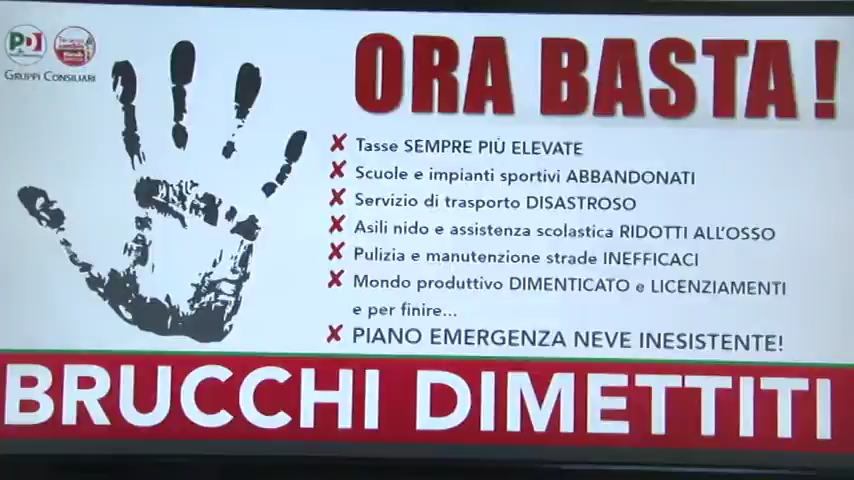 PD
GRUPPI CONSILIARI
ORA BASTA!
Tasse SEMPRE PIÙ ELEVATE
Scuole e impianti sportivi ABBANDONATI
Servizio di trasporto DISASTROSO
Asili nido e assistenza scolastica RIDOTTI ALL'OSSO
Pulizia e manutenzione strade INEFFICACI
Mondo produttivo DIMENTICATO e LICENZIAMENTI
e per finire...
PIANO EMERGENZA NEVE INESISTENTE!
BRUCCHI DIMETTITI